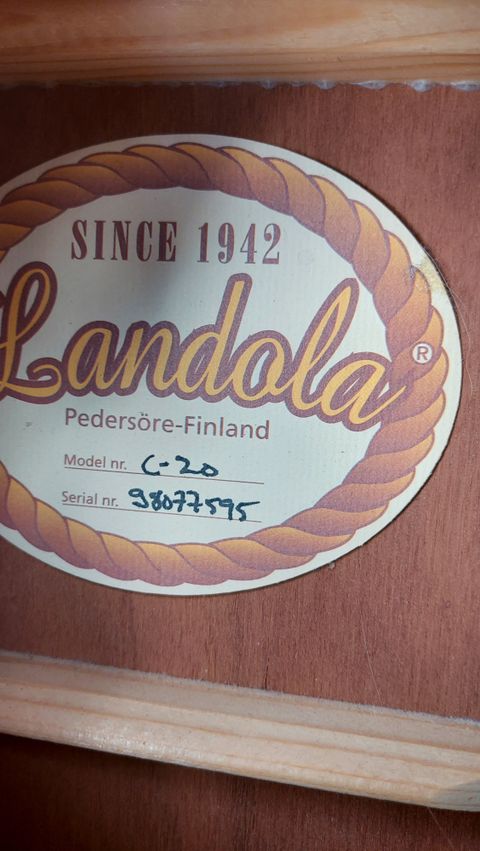 SINCE 1942
Landola ®
Pedersöre-Finland
Model nr. C-20
Serial nr. 98077595